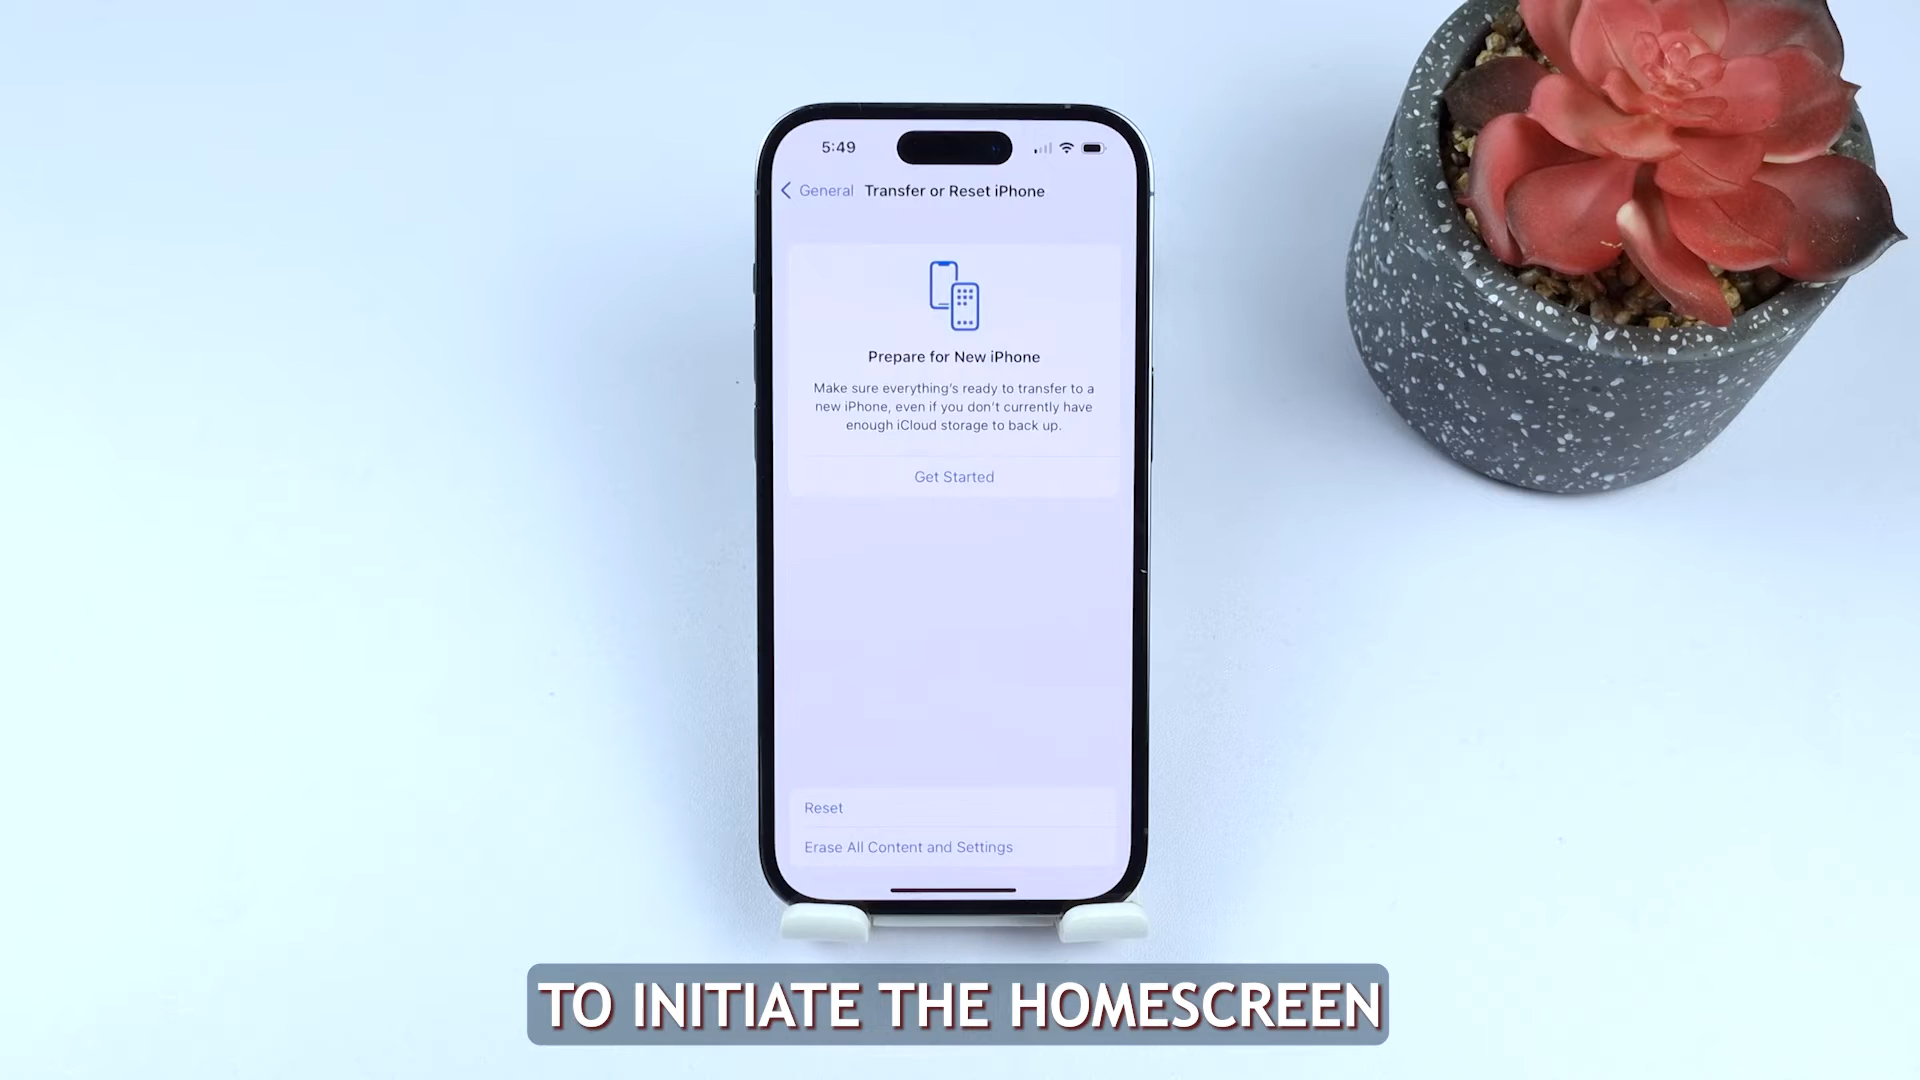 5:49
General Transfer or Reset iPhone
Prepare for New iPhone
Make sure everything's ready to transfer to a
new iPhone, even if you don't currently have
enough iCloud storage to back up.
Get Started
Reset
Erase All Content and Settings
TO INITIATE THE HOMESCREEN